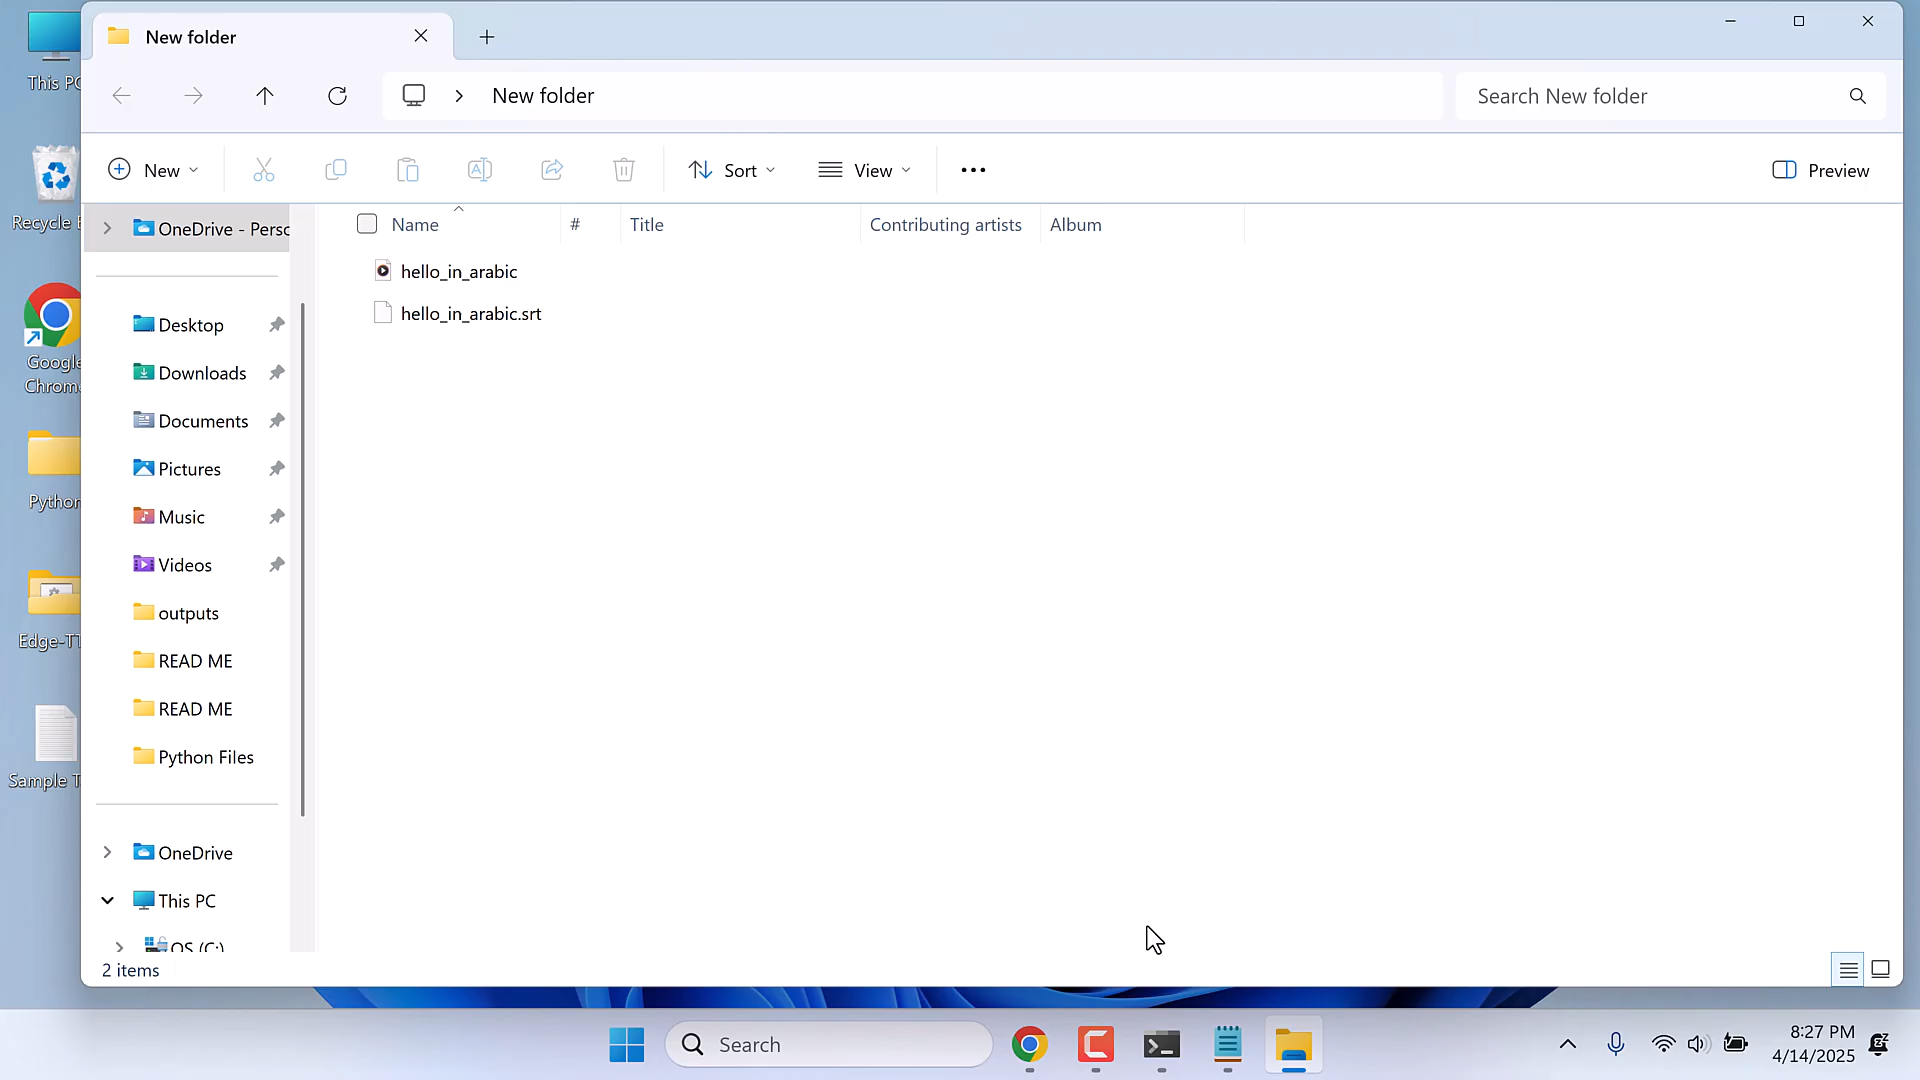 This PC
New folder
New folder
Search New folder
New
Sort
View
Preview
Recycle B
OneDrive - Perso
Name
#
Title
Contributing artists
Album
hello_in_arabic
hello_in_arabic.srt
Google
Chrome
Desktop
Downloads
Documents
Pictures
Music
Videos
outputs
READ ME
READ ME
Python Files
Python
Edge-TT
Sample T
OneDrive
This PC
OS (C:)
2 items
Search
8:27 PM
4/14/2025